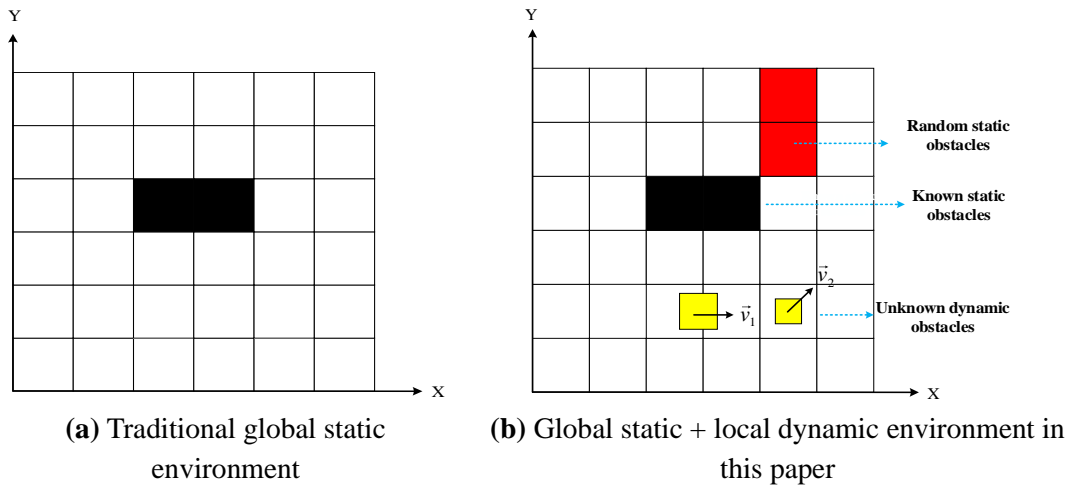 Y
X
(a) Traditional global static
environment
Y
Random static
obstacles
Known static
obstacles
v⃗₂
v⃗₁
Unknown dynamic
obstacles
X
(b) Global static + local dynamic environment in
this paper